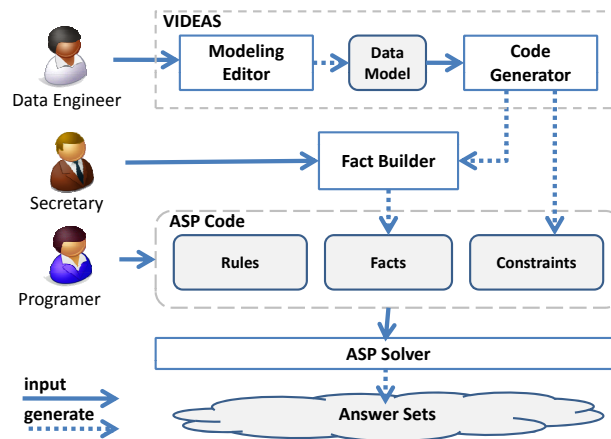 VIDEAS
Modeling
Editor
Data
Model
Code
Generator
Data Engineer
Fact Builder
Secretary
ASP Code
Rules
Facts
Constraints
Programer
ASP Solver
input
generate
Answer Sets